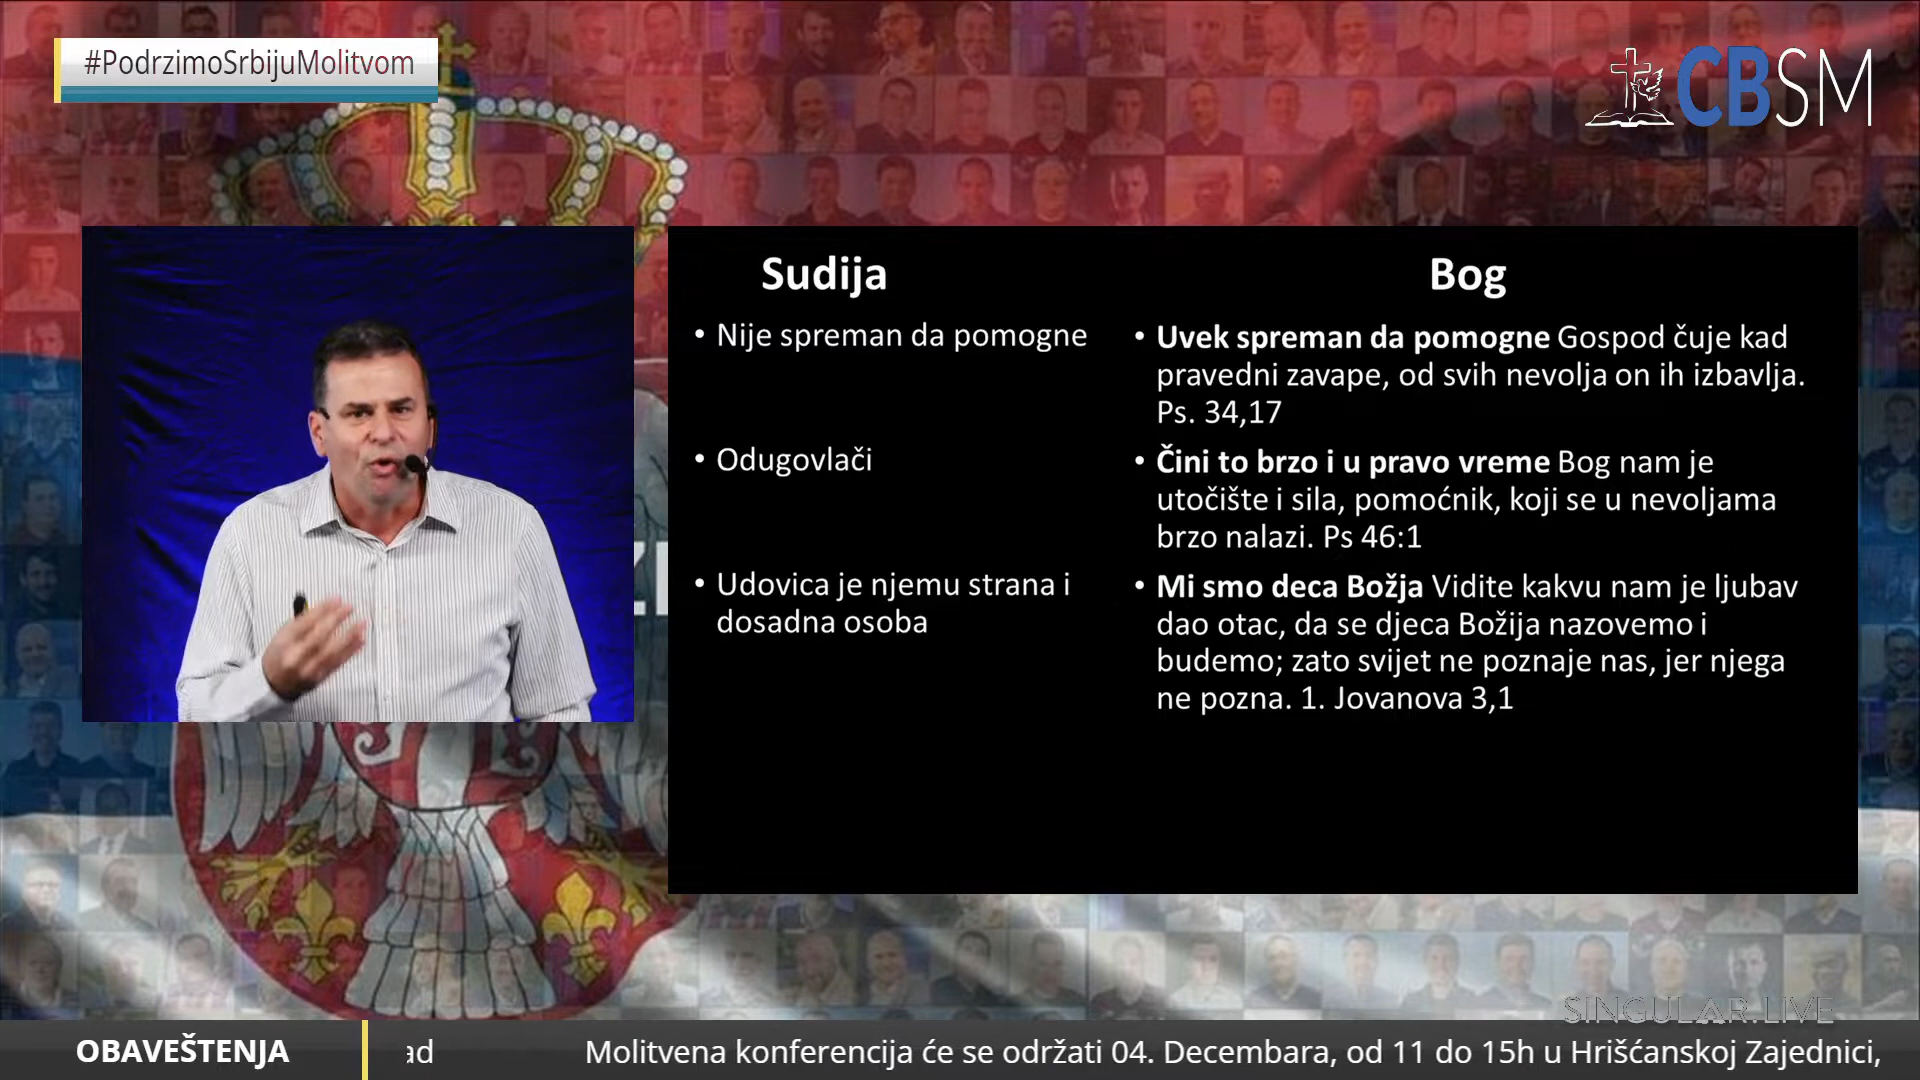 #PodrzimoSrbijuMolitvom
CBSM
Sudija
Bog
• Nije spreman da pomogne
• Uvek spreman da pomogne Gospod čuje kad
pravedni zavape, od svih nevolja on ih izbavlja.
Ps. 34,17
• Odugovlači
• Čini to brzo i u pravo vreme Bog nam je
utočište i sila, pomoćnik, koji se u nevoljama
brzo nalazi. Ps 46:1
• Udovica je njemu strana i
dosadna osoba
• Mi smo deca Božja Vidite kakvu nam je ljubav
dao otac, da se djeca Božija nazovemo i
budemo; zato svijet ne poznaje nas, jer njega
ne pozna. 1. Jovanova 3,1
SINGULAR.LIVE
OBAVEŠTENJA
ad Molitvena konferencija će se održati 04. Decembara, od 11 do 15h u Hrišćanskoj Zajednici,